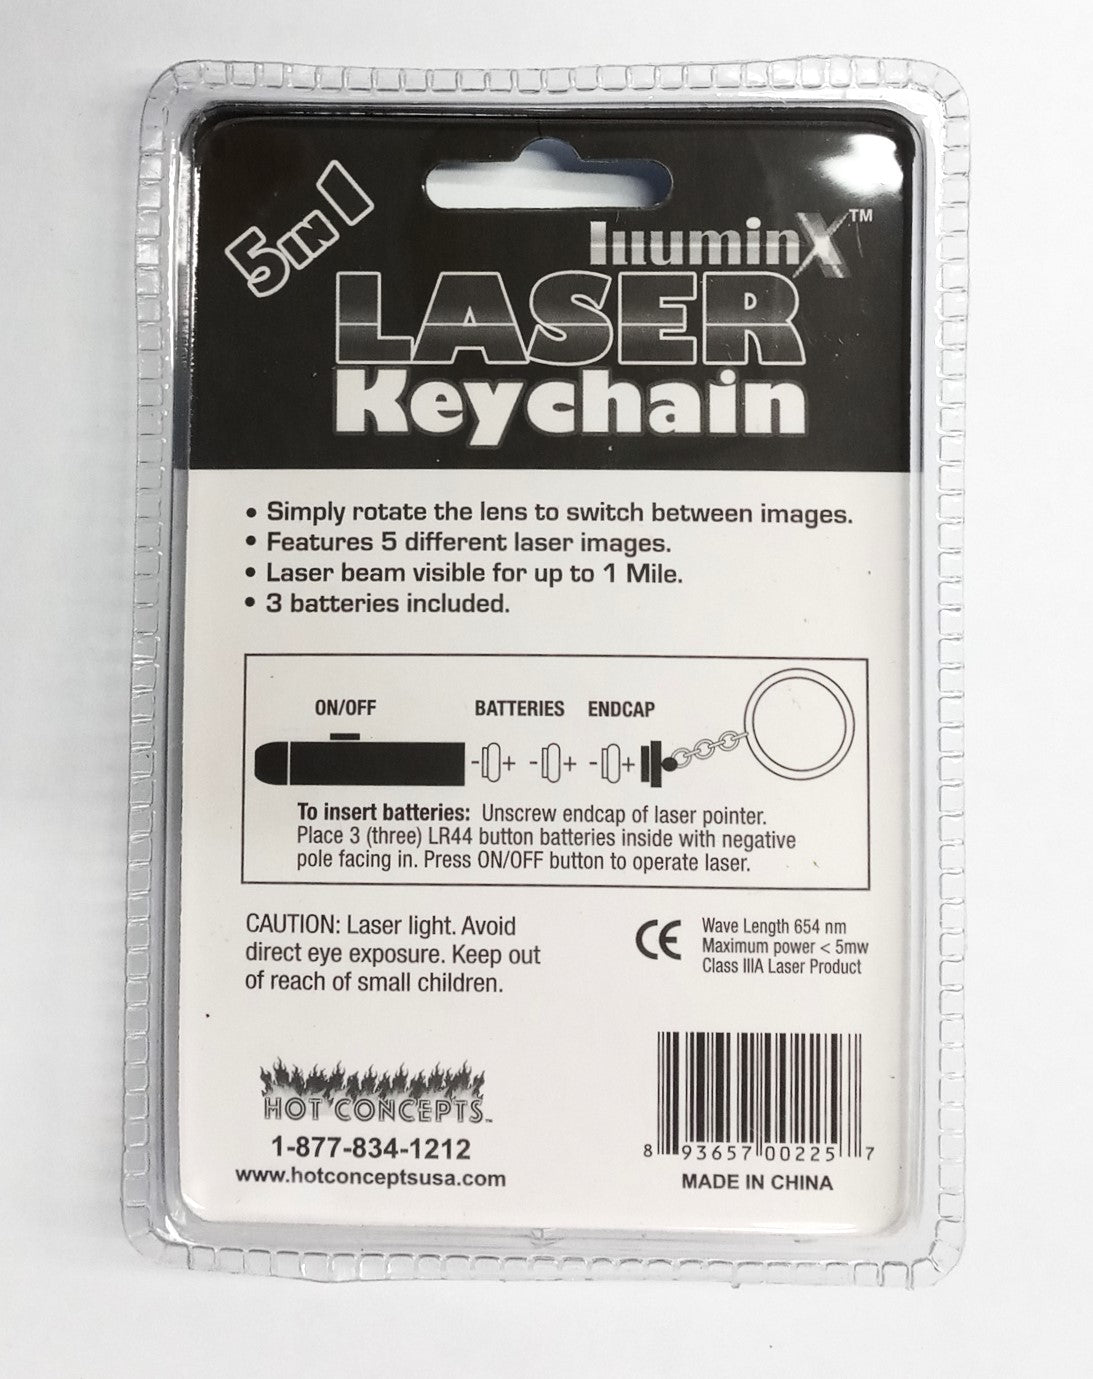 5 IN 1
IlluminX™
LASER
Keychain
• Simply rotate the lens to switch between images.
• Features 5 different laser images.
• Laser beam visible for up to 1 Mile.
• 3 batteries included.
ON/OFF BATTERIES ENDCAP
- + - + - +
To insert batteries: Unscrew endcap of laser pointer.
Place 3 (three) LR44 button batteries inside with negative
pole facing in. Press ON/OFF button to operate laser.
CAUTION: Laser light. Avoid
direct eye exposure. Keep out
of reach of small children.
CE
Wave Length 654 nm
Maximum power < 5mw
Class IIIA Laser Product
HOT CONCEPTS™
1-877-834-1212
www.hotconceptsusa.com
8 93657 00225 7
MADE IN CHINA